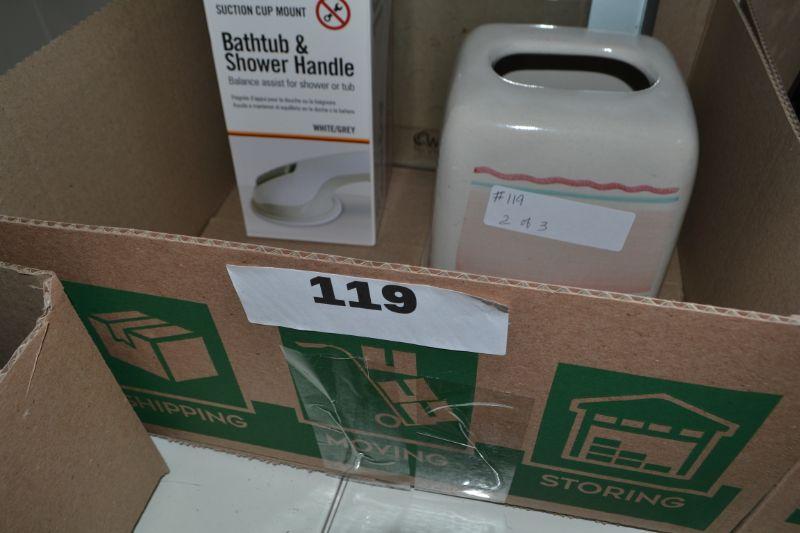 SUCTION CUP MOUNT
Bathtub &
Shower Handle
Balance assist for shower or tub
WHITE/GREY
#119
2 of 3
119
SHIPPING
MOVING
STORING